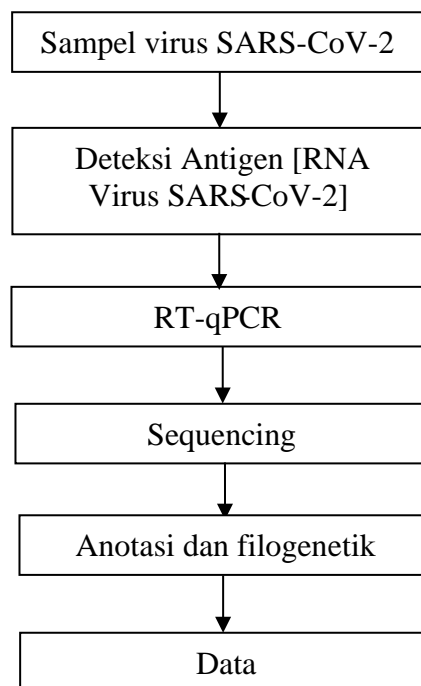 Sampel virus SARS-CoV-2
Deteksi Antigen [RNA
Virus SARS-CoV-2]
RT-qPCR
Sequencing
Anotasi dan filogenetik
Data